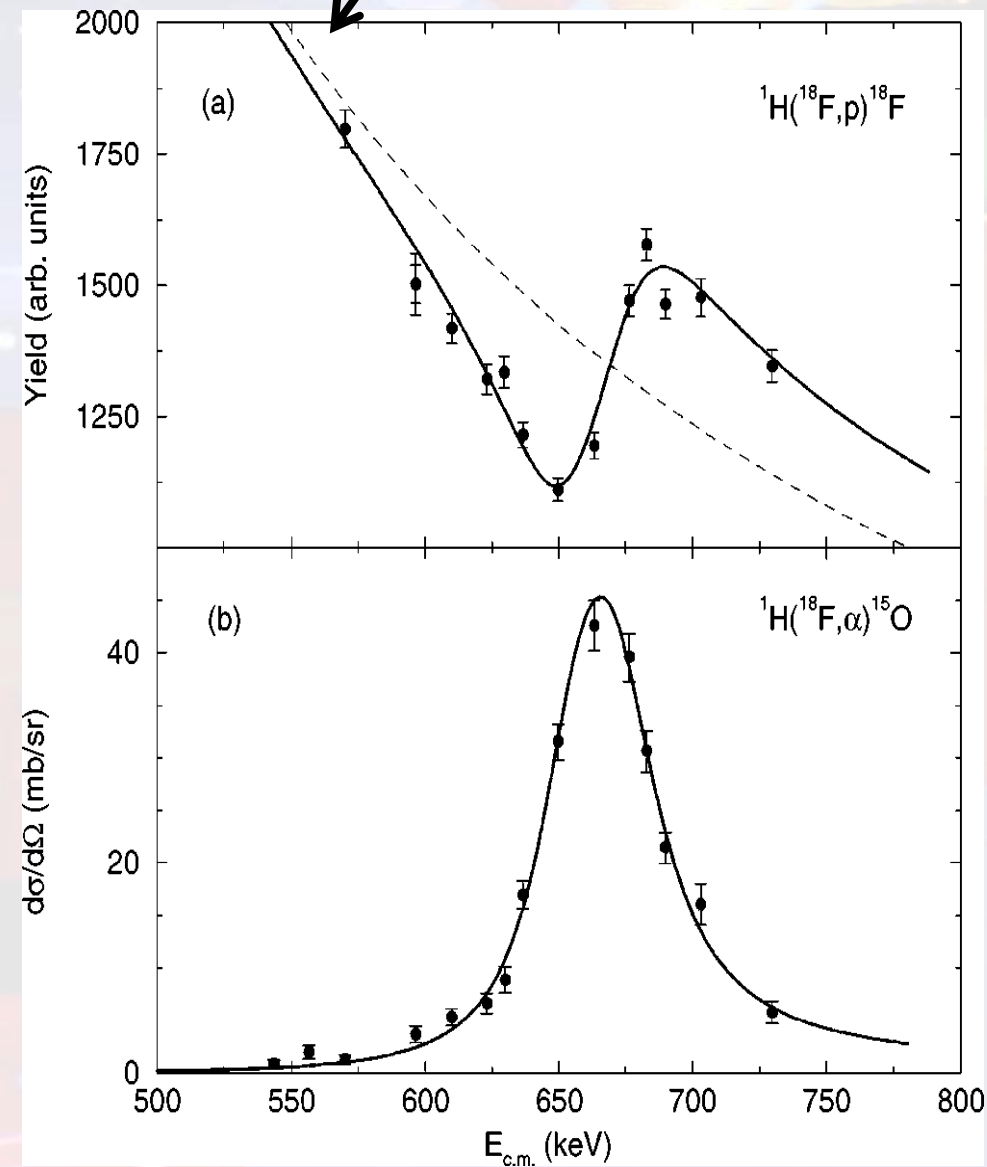 2000
1750
1500
1250
Yield (arb. units)
(a)
¹H(¹⁸F,p)¹⁸F
(b)
¹H(¹⁸F,α)¹⁵O
40
20
0
dσ/dΩ (mb/sr)
500 550 600 650 700 750 800
E_c.m. (keV)